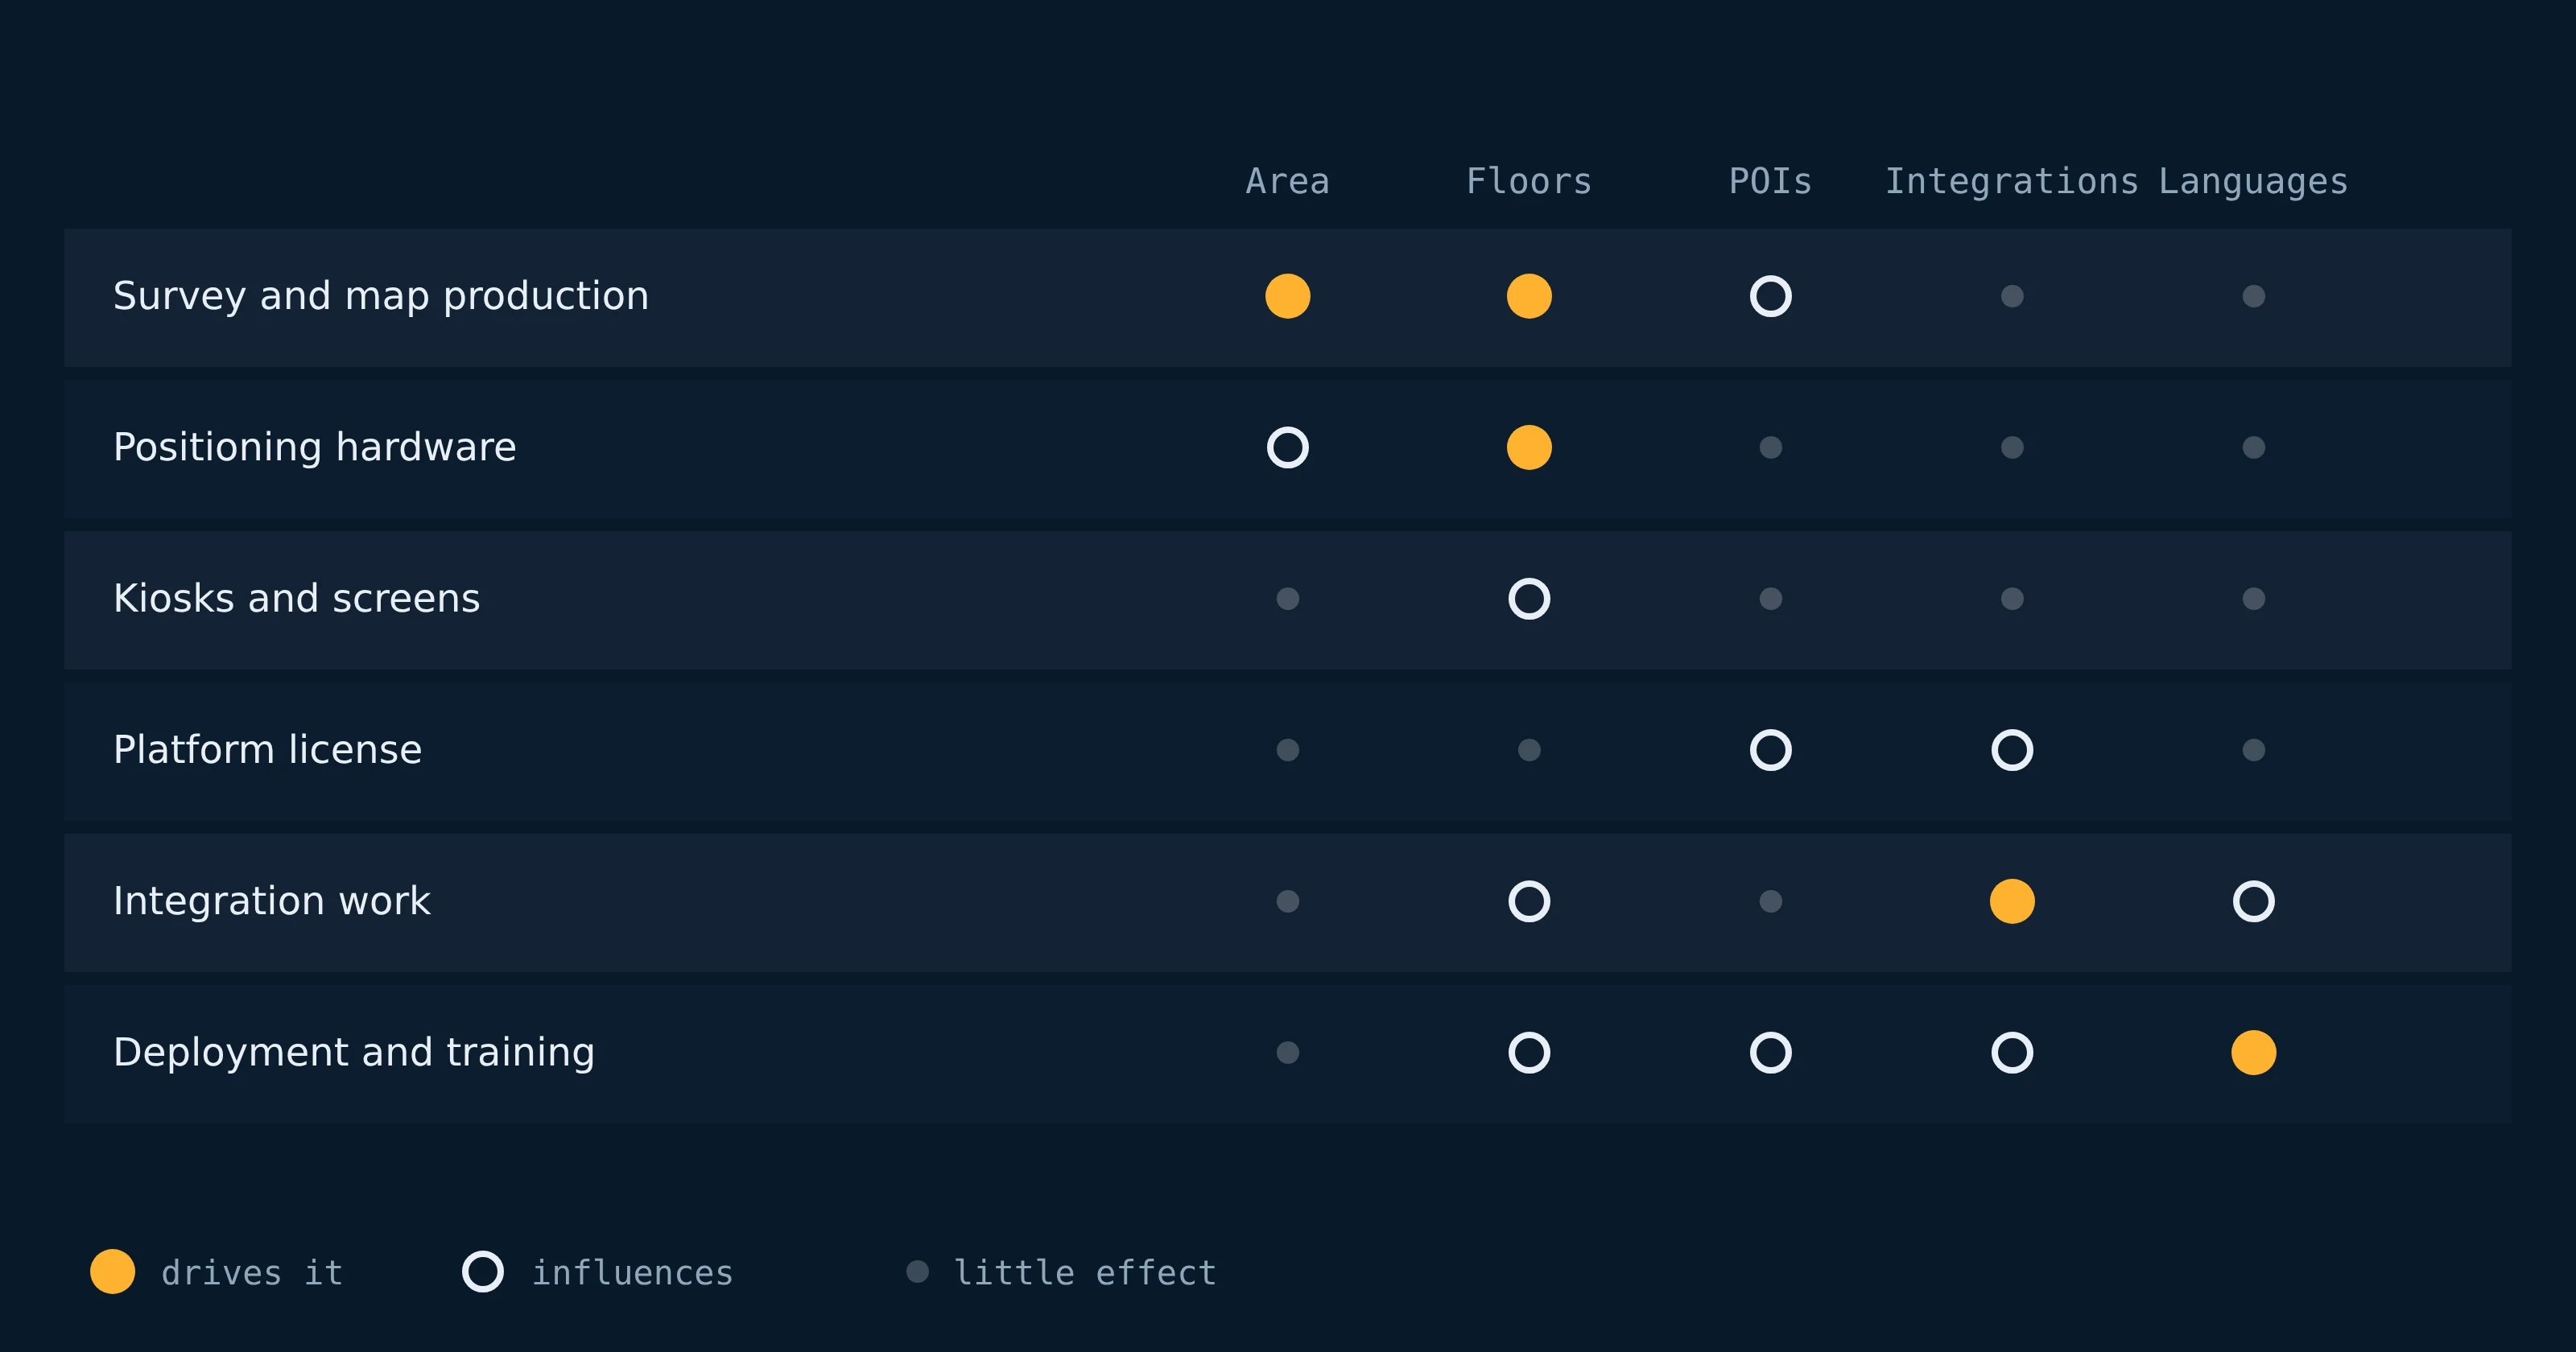 Area Floors POIs Integrations Languages
Survey and map production
Positioning hardware
Kiosks and screens
Platform license
Integration work
Deployment and training
drives it influences little effect